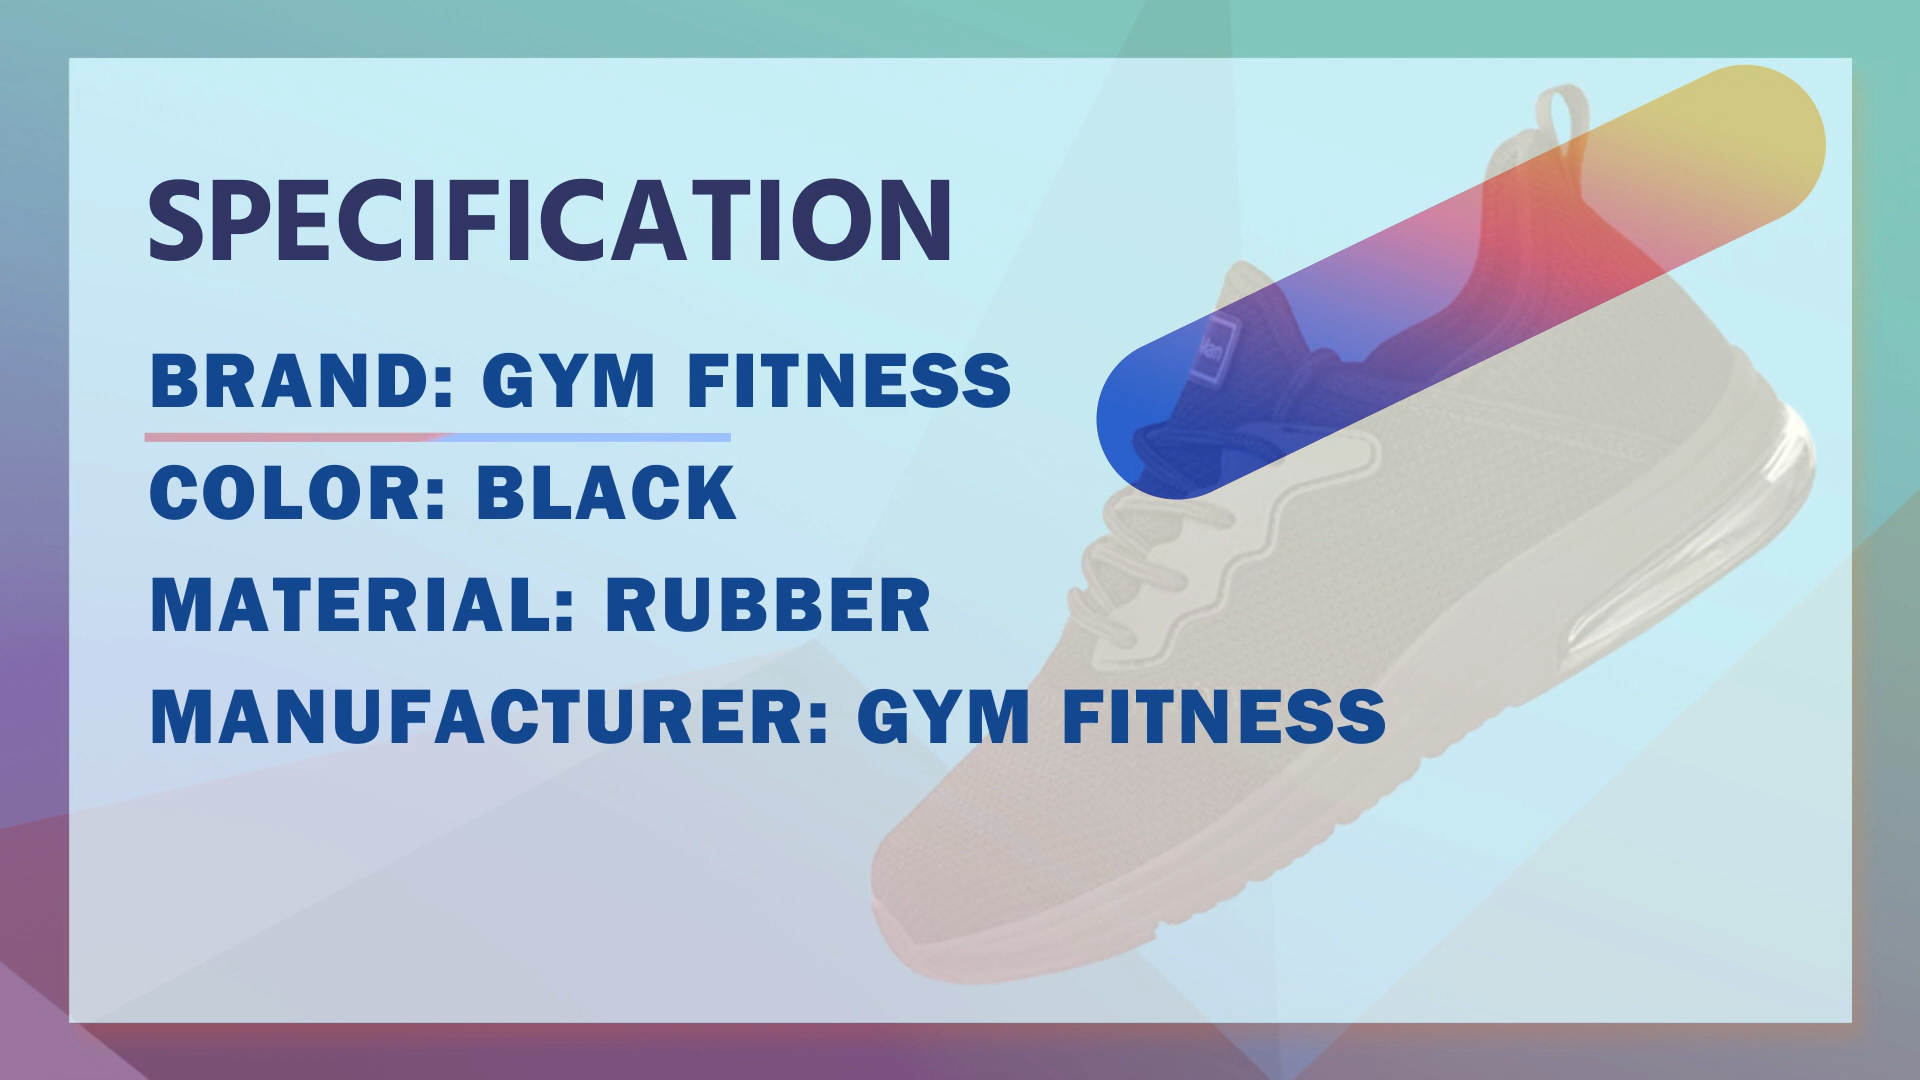 SPECIFICATION
BRAND: GYM FITNESS
COLOR: BLACK
MATERIAL: RUBBER
MANUFACTURER: GYM FITNESS